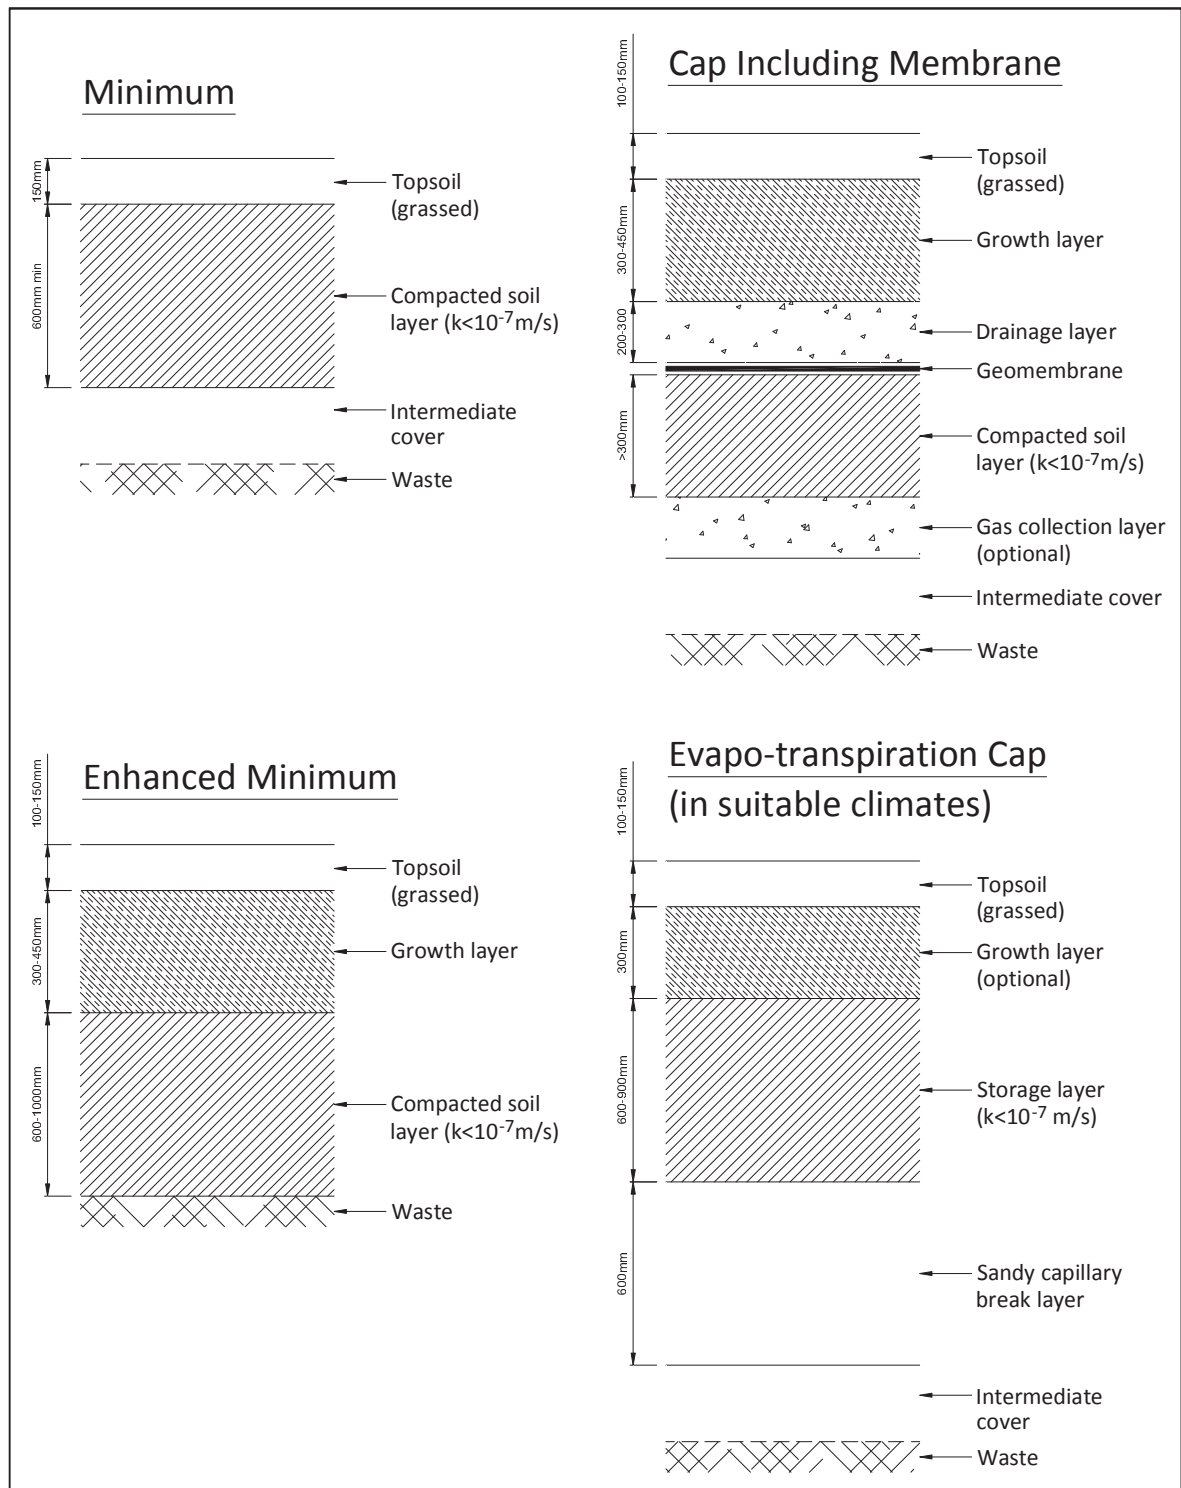 Minimum
150mm
600mm min
Topsoil
(grassed)
Compacted soil
layer (k<10⁻⁷m/s)
Intermediate
cover
Waste
Cap Including Membrane
100-150mm
300-450mm
200-300
>300mm
Topsoil
(grassed)
Growth layer
Drainage layer
Geomembrane
Compacted soil
layer (k<10⁻⁷m/s)
Gas collection layer
(optional)
Intermediate cover
Waste
Enhanced Minimum
100-150mm
300-450mm
600-1000mm
Topsoil
(grassed)
Growth layer
Compacted soil
layer (k<10⁻⁷m/s)
Waste
Evapo-transpiration Cap
(in suitable climates)
100-150mm
300mm
600-900mm
600mm
Topsoil
(grassed)
Growth layer
(optional)
Storage layer
(k<10⁻⁷ m/s)
Sandy capillary
break layer
Intermediate
cover
Waste